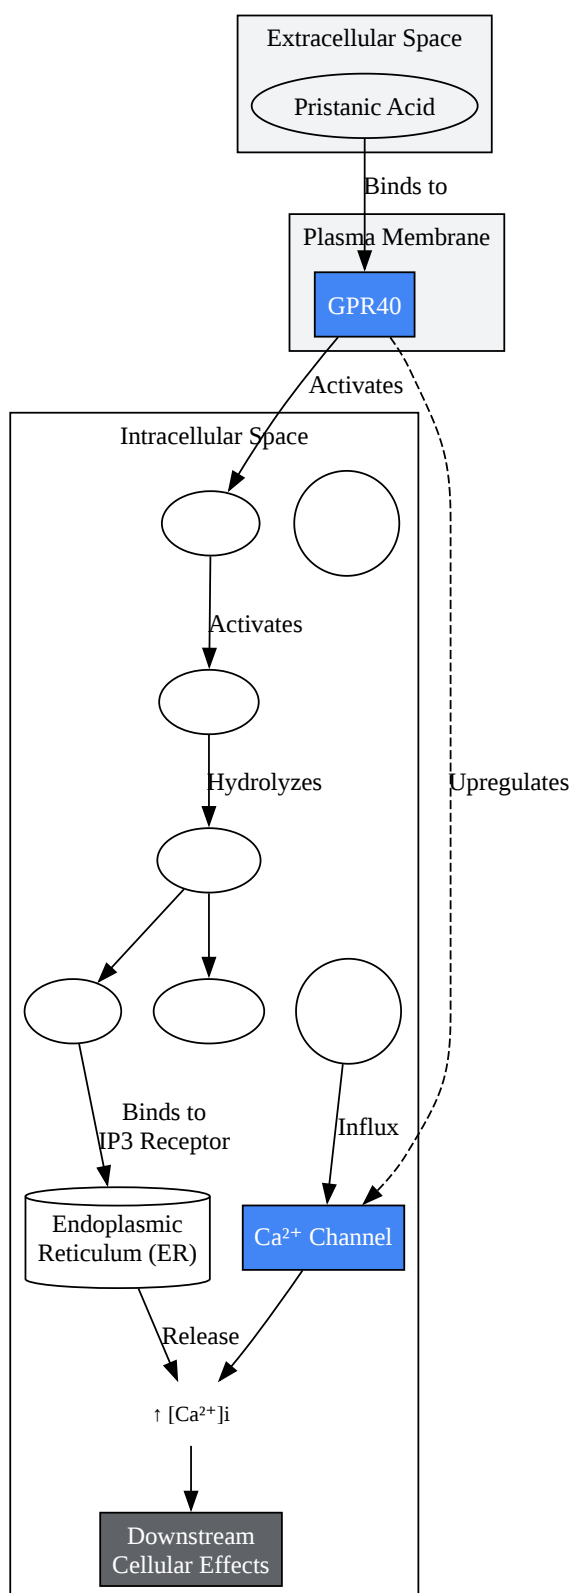 Extracellular Space
Pristanic Acid
Binds to
Plasma Membrane
GPR40
Activates
Intracellular Space
Activates
Hydrolyzes
Upregulates
Binds to
IP3 Receptor
Influx
Endoplasmic
Reticulum (ER)
Ca²⁺ Channel
Release
↑ [Ca²⁺]i
Downstream
Cellular Effects